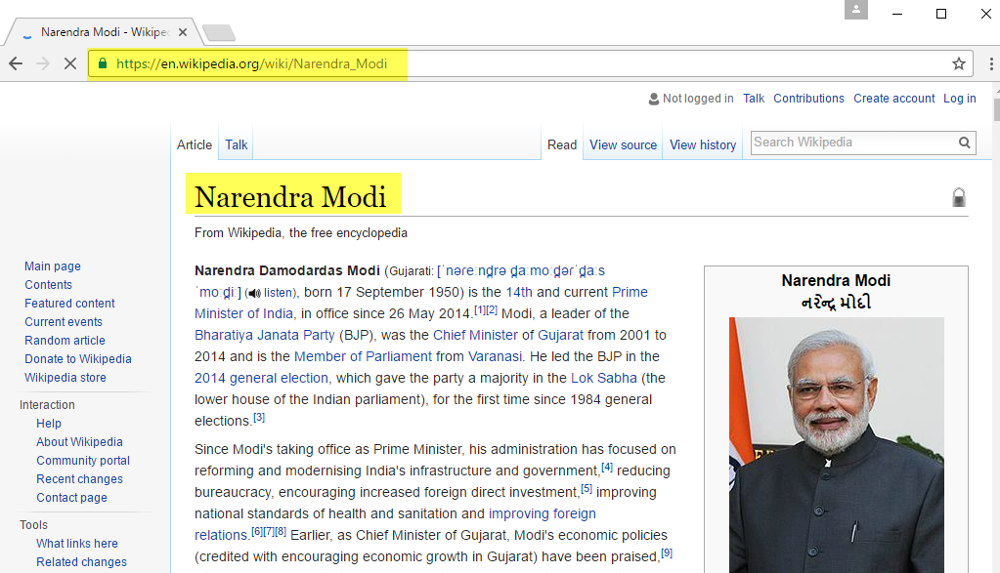 Narendra Modi - Wikipe
https://en.wikipedia.org/wiki/Narendra_Modi
Not logged in Talk Contributions Create account Log in
Article Talk Read View source View history Search Wikipedia
Narendra Modi
From Wikipedia, the free encyclopedia
Main page
Contents
Featured content
Current events
Random article
Donate to Wikipedia
Wikipedia store
Interaction
Help
About Wikipedia
Community portal
Recent changes
Contact page
Tools
What links here
Related changes
Narendra Damodardas Modi (Gujarati: [ˈnəreːnd̪rə d̪aːmoːd̪ərˈd̪aːs
ˈmoːd̪iː] ( listen), born 17 September 1950) is the 14th and current Prime
Minister of India, in office since 26 May 2014.[1][2] Modi, a leader of the
Bharatiya Janata Party (BJP), was the Chief Minister of Gujarat from 2001 to
2014 and is the Member of Parliament from Varanasi. He led the BJP in the
2014 general election, which gave the party a majority in the Lok Sabha (the
lower house of the Indian parliament), for the first time since 1984 general
elections.[3]
Since Modi's taking office as Prime Minister, his administration has focused on
reforming and modernising India's infrastructure and government,[4] reducing
bureaucracy, encouraging increased foreign direct investment,[5] improving
national standards of health and sanitation and improving foreign
relations.[6][7][8] Earlier, as Chief Minister of Gujarat, Modi's economic policies
(credited with encouraging economic growth in Gujarat) have been praised,[9]
Narendra Modi
નરેન્દ્ર મોદી